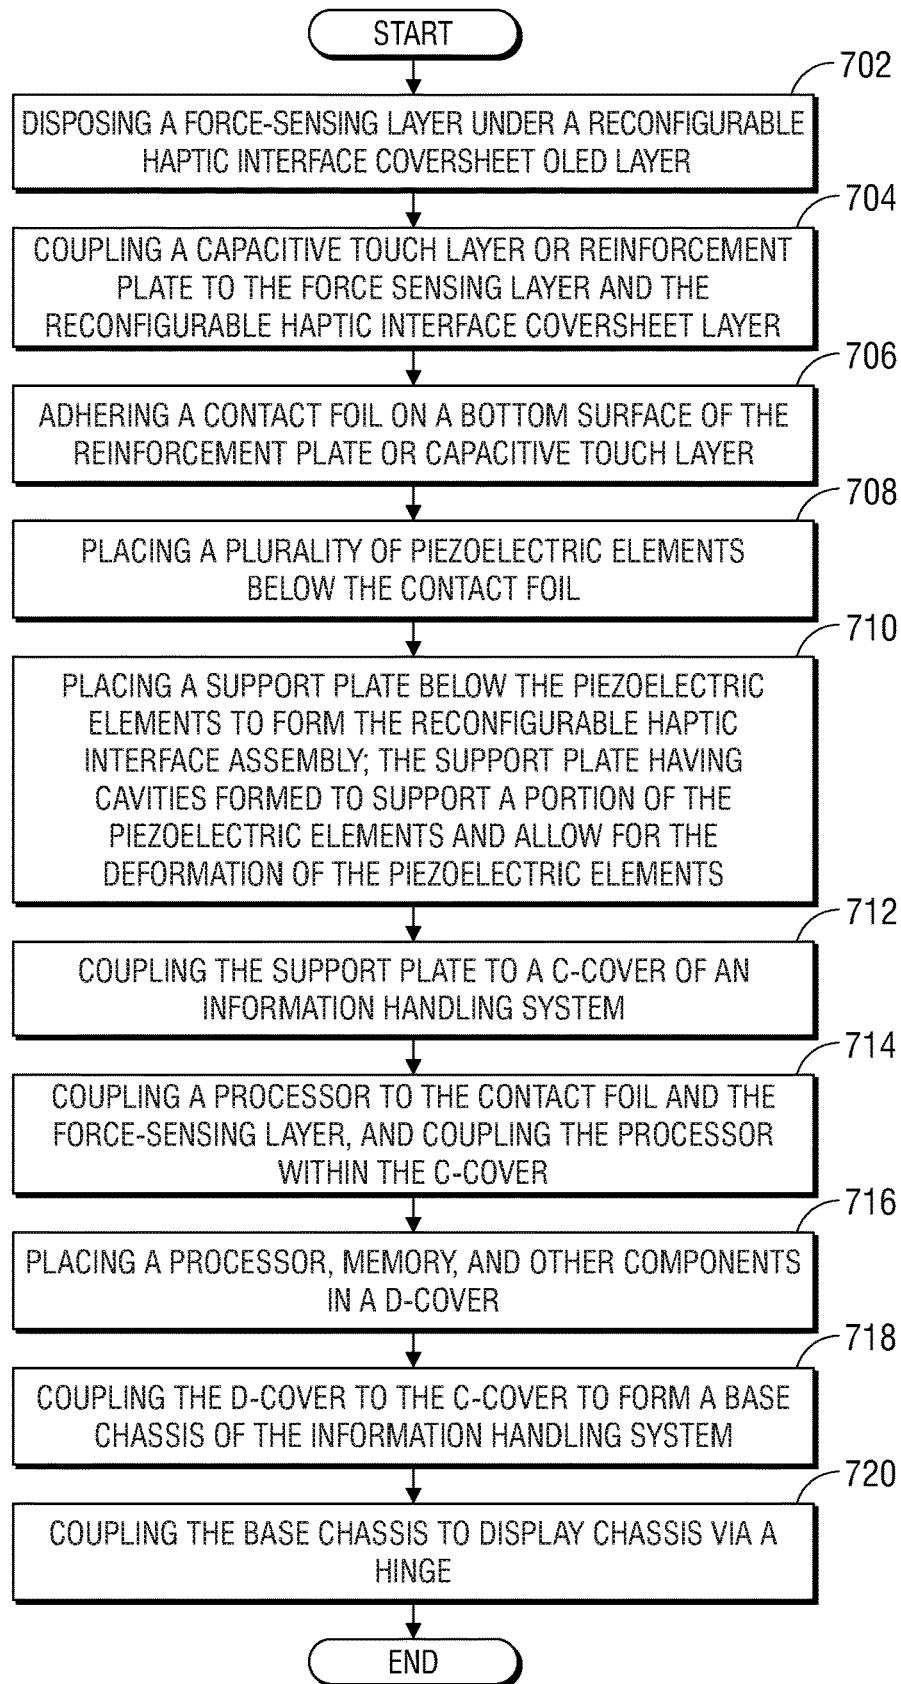 START
702
DISPOSING A FORCE-SENSING LAYER UNDER A RECONFIGURABLE
HAPTIC INTERFACE COVERSHEET OLED LAYER
704
COUPLING A CAPACITIVE TOUCH LAYER OR REINFORCEMENT
PLATE TO THE FORCE SENSING LAYER AND THE
RECONFIGURABLE HAPTIC INTERFACE COVERSHEET LAYER
706
ADHERING A CONTACT FOIL ON A BOTTOM SURFACE OF THE
REINFORCEMENT PLATE OR CAPACITIVE TOUCH LAYER
708
PLACING A PLURALITY OF PIEZOELECTRIC ELEMENTS
BELOW THE CONTACT FOIL
710
PLACING A SUPPORT PLATE BELOW THE PIEZOELECTRIC
ELEMENTS TO FORM THE RECONFIGURABLE HAPTIC
INTERFACE ASSEMBLY; THE SUPPORT PLATE HAVING
CAVITIES FORMED TO SUPPORT A PORTION OF THE
PIEZOELECTRIC ELEMENTS AND ALLOW FOR THE
DEFORMATION OF THE PIEZOELECTRIC ELEMENTS
712
COUPLING THE SUPPORT PLATE TO A C-COVER OF AN
INFORMATION HANDLING SYSTEM
714
COUPLING A PROCESSOR TO THE CONTACT FOIL AND THE
FORCE-SENSING LAYER, AND COUPLING THE PROCESSOR
WITHIN THE C-COVER
716
PLACING A PROCESSOR, MEMORY, AND OTHER COMPONENTS
IN A D-COVER
718
COUPLING THE D-COVER TO THE C-COVER TO FORM A BASE
CHASSIS OF THE INFORMATION HANDLING SYSTEM
720
COUPLING THE BASE CHASSIS TO DISPLAY CHASSIS VIA A
HINGE
END